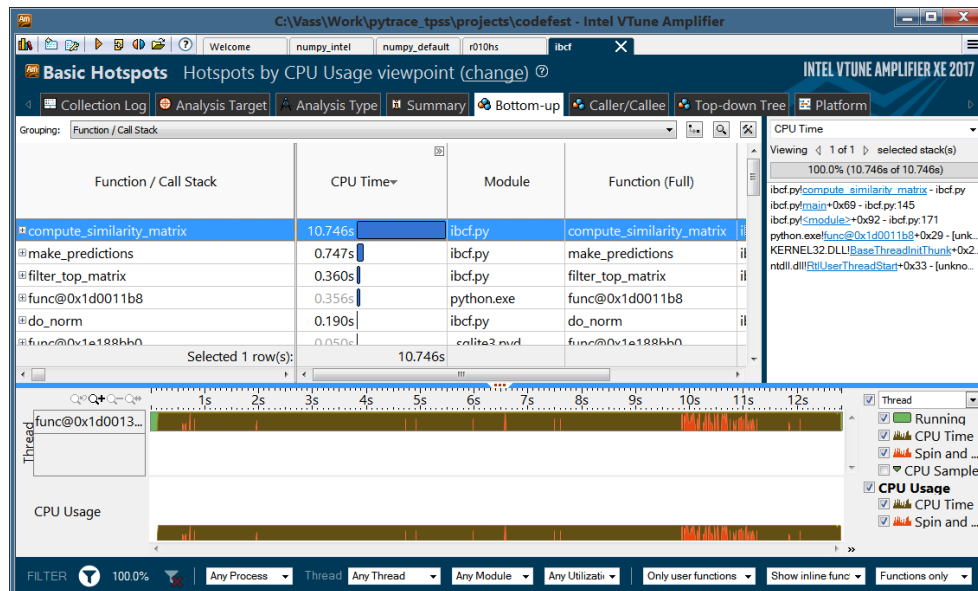 C:\Vass\Work\pytrace_tpss\projects\codefest - Intel VTune Amplifier
Welcome numpy_intel numpy_default r010hs ibcf
Basic Hotspots Hotspots by CPU Usage viewpoint (change)
INTEL VTUNE AMPLIFIER XE 2017
Collection Log Analysis Target Analysis Type Summary Bottom-up Caller/Callee Top-down Tree Platform
Grouping: Function / Call Stack
CPU Time
Viewing 1 of 1 selected stack(s)
100.0% (10.746s of 10.746s)
ibcf.py!compute_similarity_matrix - ibcf.py
ibcf.py!main+0x69 - ibcf.py:145
ibcf.py!<module>+0x92 - ibcf.py:171
python.exe!func@0x1d0011b8+0x29 - [unk...
KERNEL32.DLL!BaseThreadInitThunk+0x2...
ntdll.dll!RtlUserThreadStart+0x33 - [unkno...
Function / Call Stack CPU Time Module Function (Full)
compute_similarity_matrix 10.746s ibcf.py compute_similarity_matrix
make_predictions 0.747s ibcf.py make_predictions
filter_top_matrix 0.360s ibcf.py filter_top_matrix
func@0x1d0011b8 0.356s python.exe func@0x1d0011b8
do_norm 0.190s ibcf.py do_norm
func@0x1e188bb0 0.050s sqlite3.pyd func@0x1e188bb0
Selected 1 row(s): 10.746s
1s 2s 3s 4s 5s 6s 7s 8s 9s 10s 11s 12s
Thread
func@0x1d0013...
CPU Usage
Thread
Running
CPU Time
Spin and ...
CPU Sample
CPU Usage
CPU Time
Spin and ...
FILTER 100.0% Any Process Thread Any Thread Any Module Any Utilizatio Only user functions Show inline func Functions only